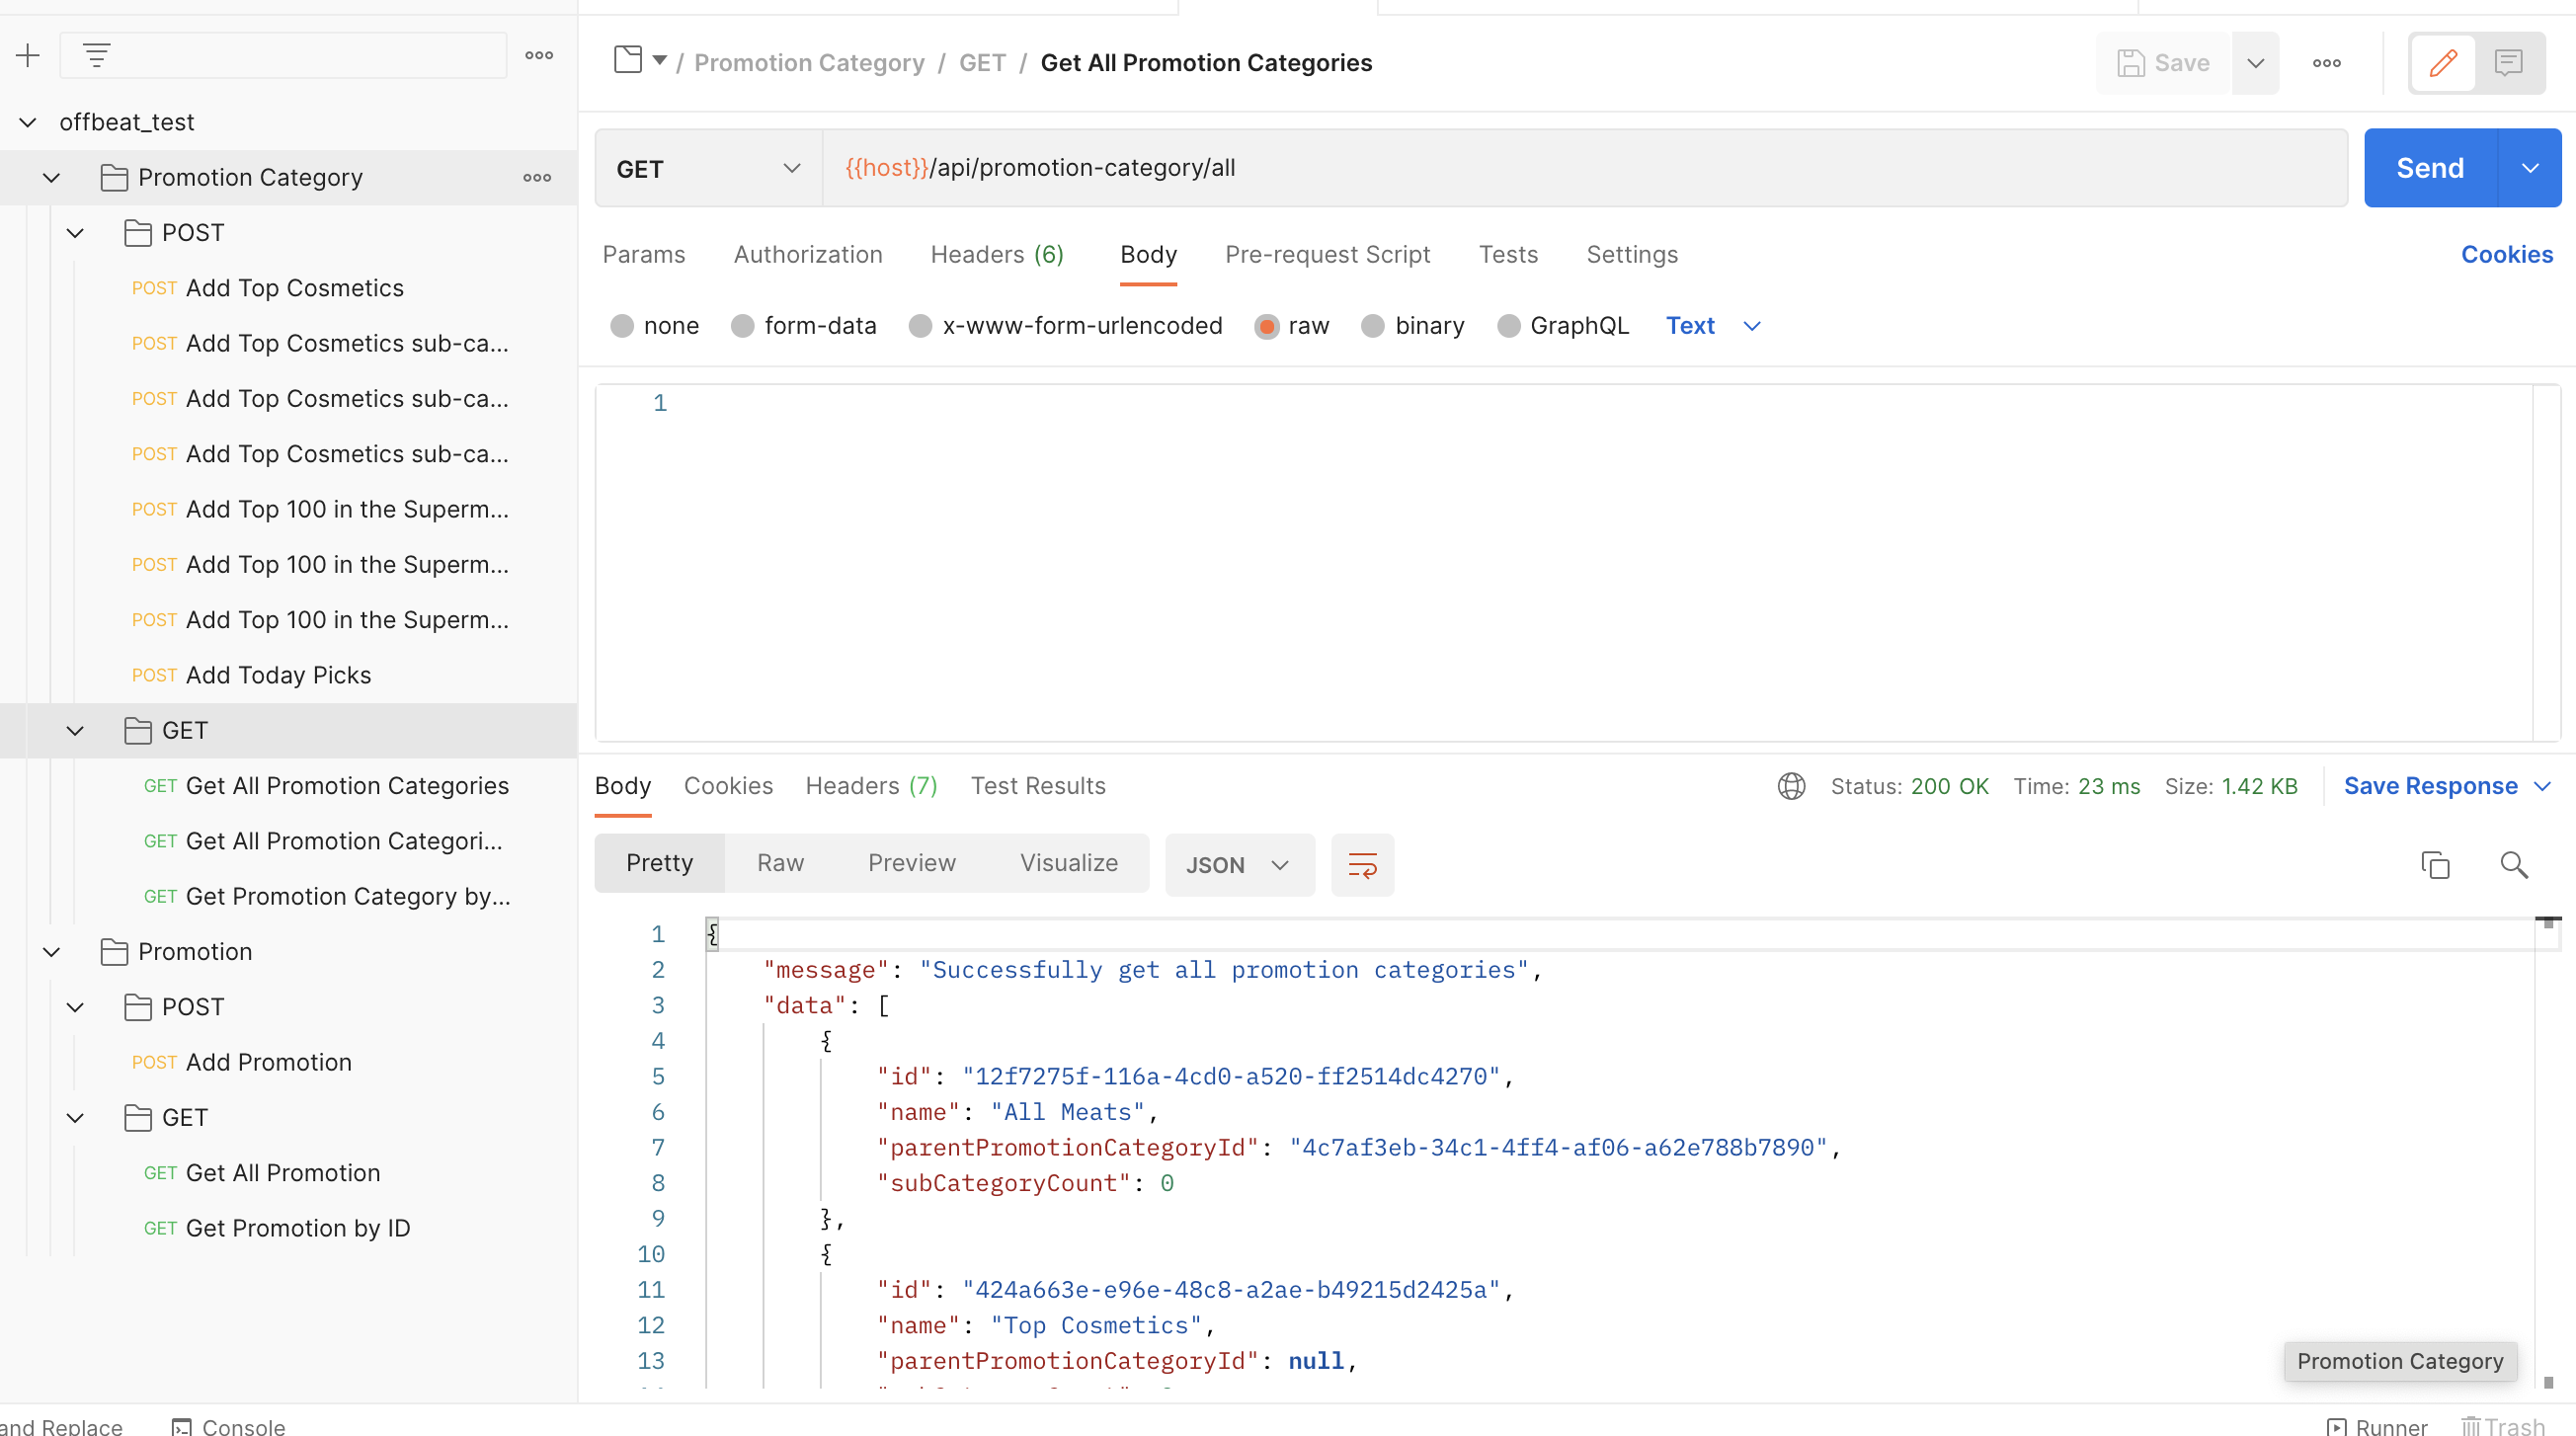 offbeat_test
Promotion Category
POST
POST Add Top Cosmetics
POST Add Top Cosmetics sub-ca...
POST Add Top Cosmetics sub-ca...
POST Add Top Cosmetics sub-ca...
POST Add Top 100 in the Superm...
POST Add Top 100 in the Superm...
POST Add Top 100 in the Superm...
POST Add Today Picks
GET
GET Get All Promotion Categories
GET Get All Promotion Categori...
GET Get Promotion Category by...
Promotion
POST
POST Add Promotion
GET
GET Get All Promotion
GET Get Promotion by ID
/ Promotion Category / GET / Get All Promotion Categories
Save
GET {{host}}/api/promotion-category/all Send
Params Authorization Headers (6) Body Pre-request Script Tests Settings Cookies
none form-data x-www-form-urlencoded raw binary GraphQL Text
1
Body Cookies Headers (7) Test Results Status: 200 OK Time: 23 ms Size: 1.42 KB Save Response
Pretty Raw Preview Visualize JSON
1 {
2 "message": "Successfully get all promotion categories",
3 "data": [
4 {
5 "id": "12f7275f-116a-4cd0-a520-ff2514dc4270",
6 "name": "All Meats",
7 "parentPromotionCategoryId": "4c7af3eb-34c1-4ff4-af06-a62e788b7890",
8 "subCategoryCount": 0
9 },
10 {
11 "id": "424a663e-e96e-48c8-a2ae-b49215d2425a",
12 "name": "Top Cosmetics",
13 "parentPromotionCategoryId": null,
Promotion Category
and Replace Console Runner Trash